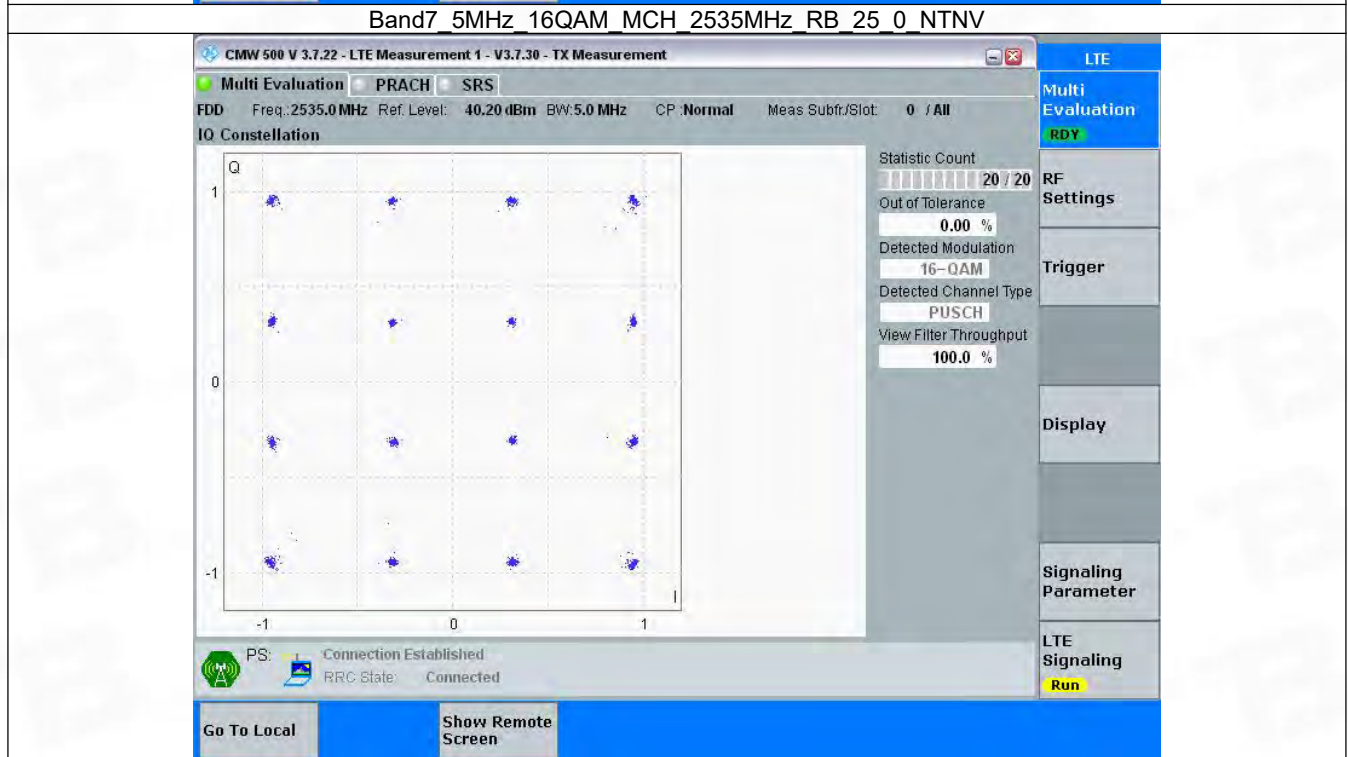 Band7_5MHz_16QAM_MCH_2535MHz_RB_25_0_NTNV
CMW 500 V 3.7.22 - LTE Measurement 1 - V3.7.30 - TX Measurement
LTE
Multi Evaluation PRACH SRS
FDD Freq.:2535.0 MHz Ref. Level: 40.20 dBm BW:5.0 MHz CP :Normal Meas Subfr./Slot: 0 / All
IQ Constellation
Q
1
0
-1
I
-1 0 1
Statistic Count
20 / 20
Out of Tolerance
0.00 %
Detected Modulation
16-QAM
Detected Channel Type
PUSCH
View Filter Throughput
100.0 %
Multi
Evaluation
RDY
RF
Settings
Trigger
Display
Signaling
Parameter
LTE
Signaling
Run
PS: Connection Established
RRC State: Connected
Go To Local
Show Remote
Screen